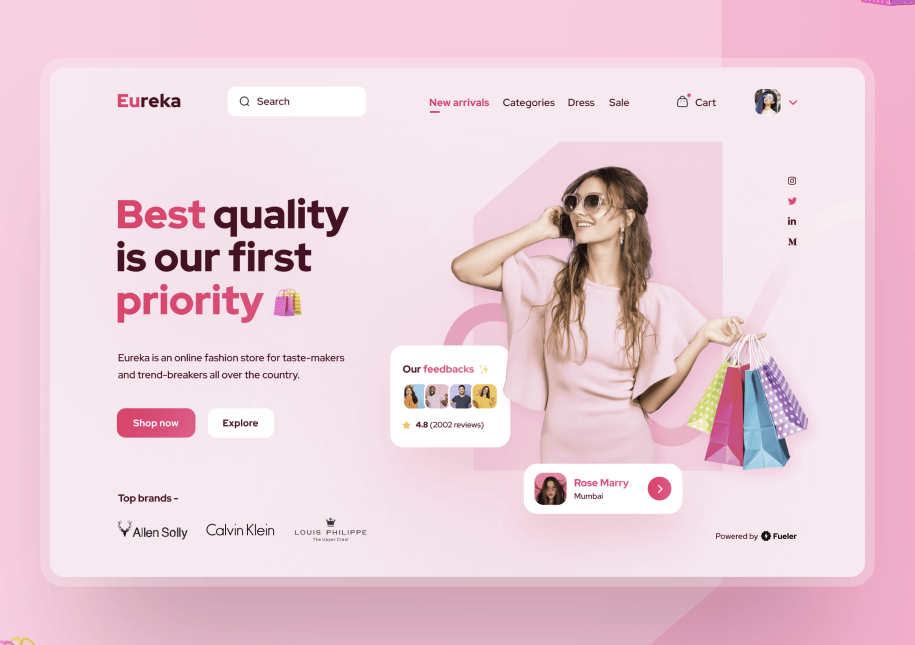 Eureka
Search
New arrivals
Categories
Dress
Sale
Cart
Best quality
is our first
priority
Eureka is an online fashion store for taste-makers
and trend-breakers all over the country.
Shop now
Explore
Our feedbacks
4.8 (2002 reviews)
Rose Marry
Mumbai
Top brands -
Allen Solly
Calvin Klein
LOUIS PHILIPPE
The Upper Crest
in
M
Powered by Fueler